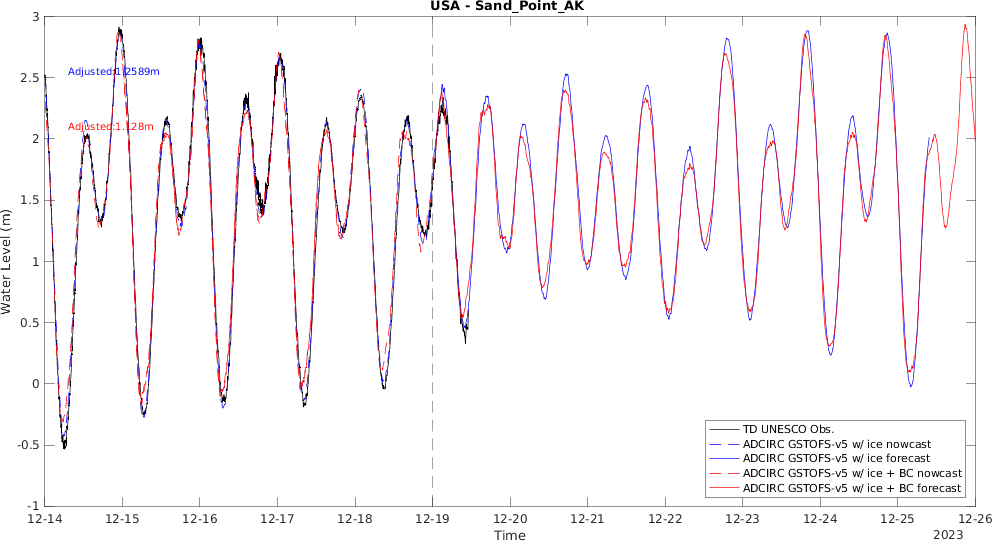 USA - Sand_Point_AK
3
2.5
2
1.5
1
0.5
0
-0.5
-1
Water Level (m)
Adjusted:1.2589m
Adjusted:1.128m
TD UNESCO Obs.
ADCIRC GSTOFS-v5 w/ ice nowcast
ADCIRC GSTOFS-v5 w/ ice forecast
ADCIRC GSTOFS-v5 w/ ice + BC nowcast
ADCIRC GSTOFS-v5 w/ ice + BC forecast
12-14 12-15 12-16 12-17 12-18 12-19 12-20 12-21 12-22 12-23 12-24 12-25 12-26
Time
2023